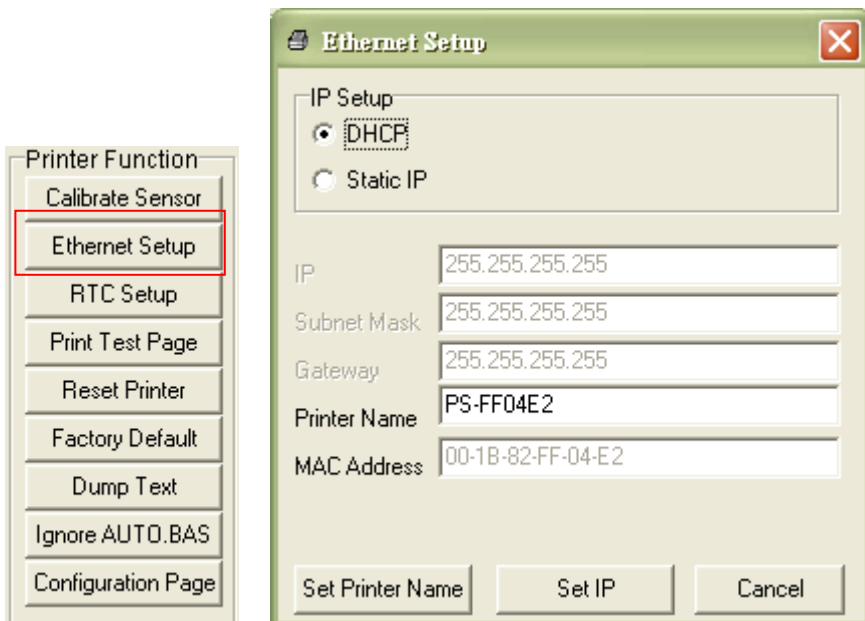 Printer Function
Calibrate Sensor
Ethernet Setup
RTC Setup
Print Test Page
Reset Printer
Factory Default
Dump Text
Ignore AUTO.BAS
Configuration Page
Ethernet Setup
IP Setup
DHCP
Static IP
IP 255.255.255.255
Subnet Mask 255.255.255.255
Gateway 255.255.255.255
Printer Name PS-FF04E2
MAC Address 00-1B-82-FF-04-E2
Set Printer Name Set IP Cancel